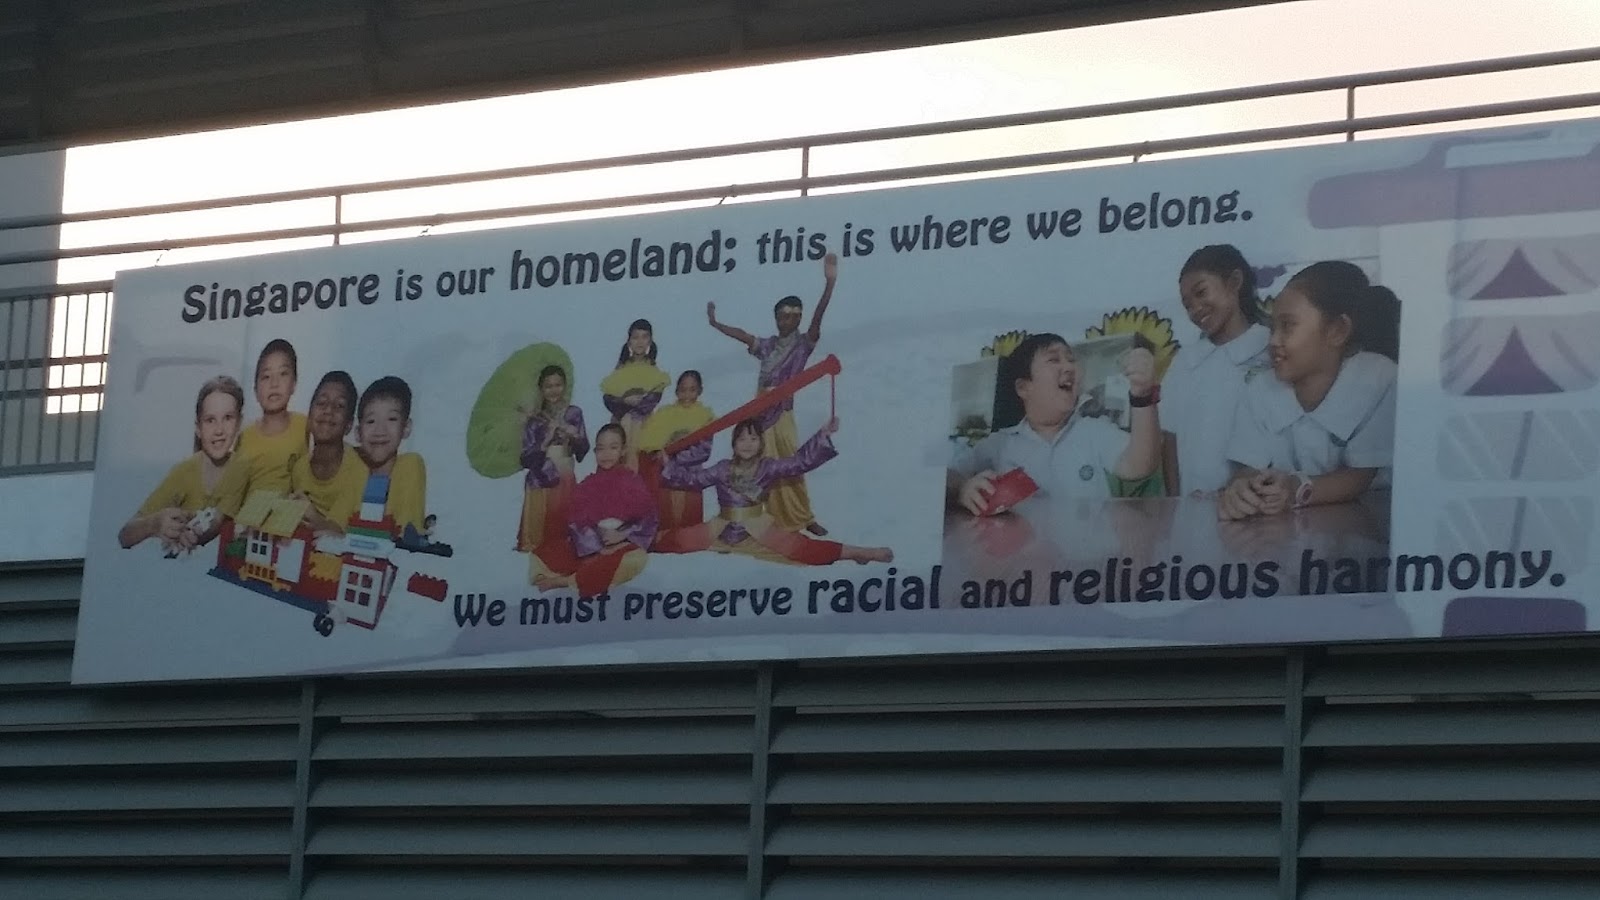 Singapore is our homeland; this is where we belong.
We must preserve racial and religious harmony.